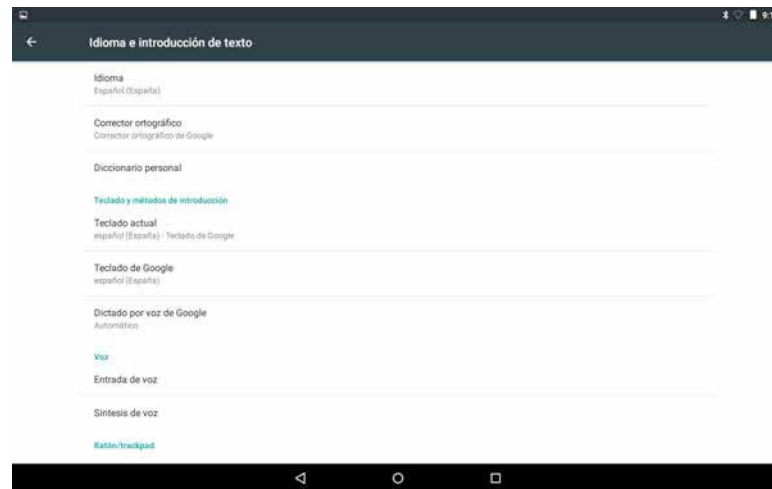 Idioma e introducción de texto
Idioma
Español (España)
Corrector ortográfico
Corrector ortográfico de Google
Diccionario personal
Teclado y métodos de introducción
Teclado actual
español (España) - Teclado de Google
Teclado de Google
español (España)
Dictado por voz de Google
Automático
Voz
Entrada de voz
Síntesis de voz
Ratón/trackpad